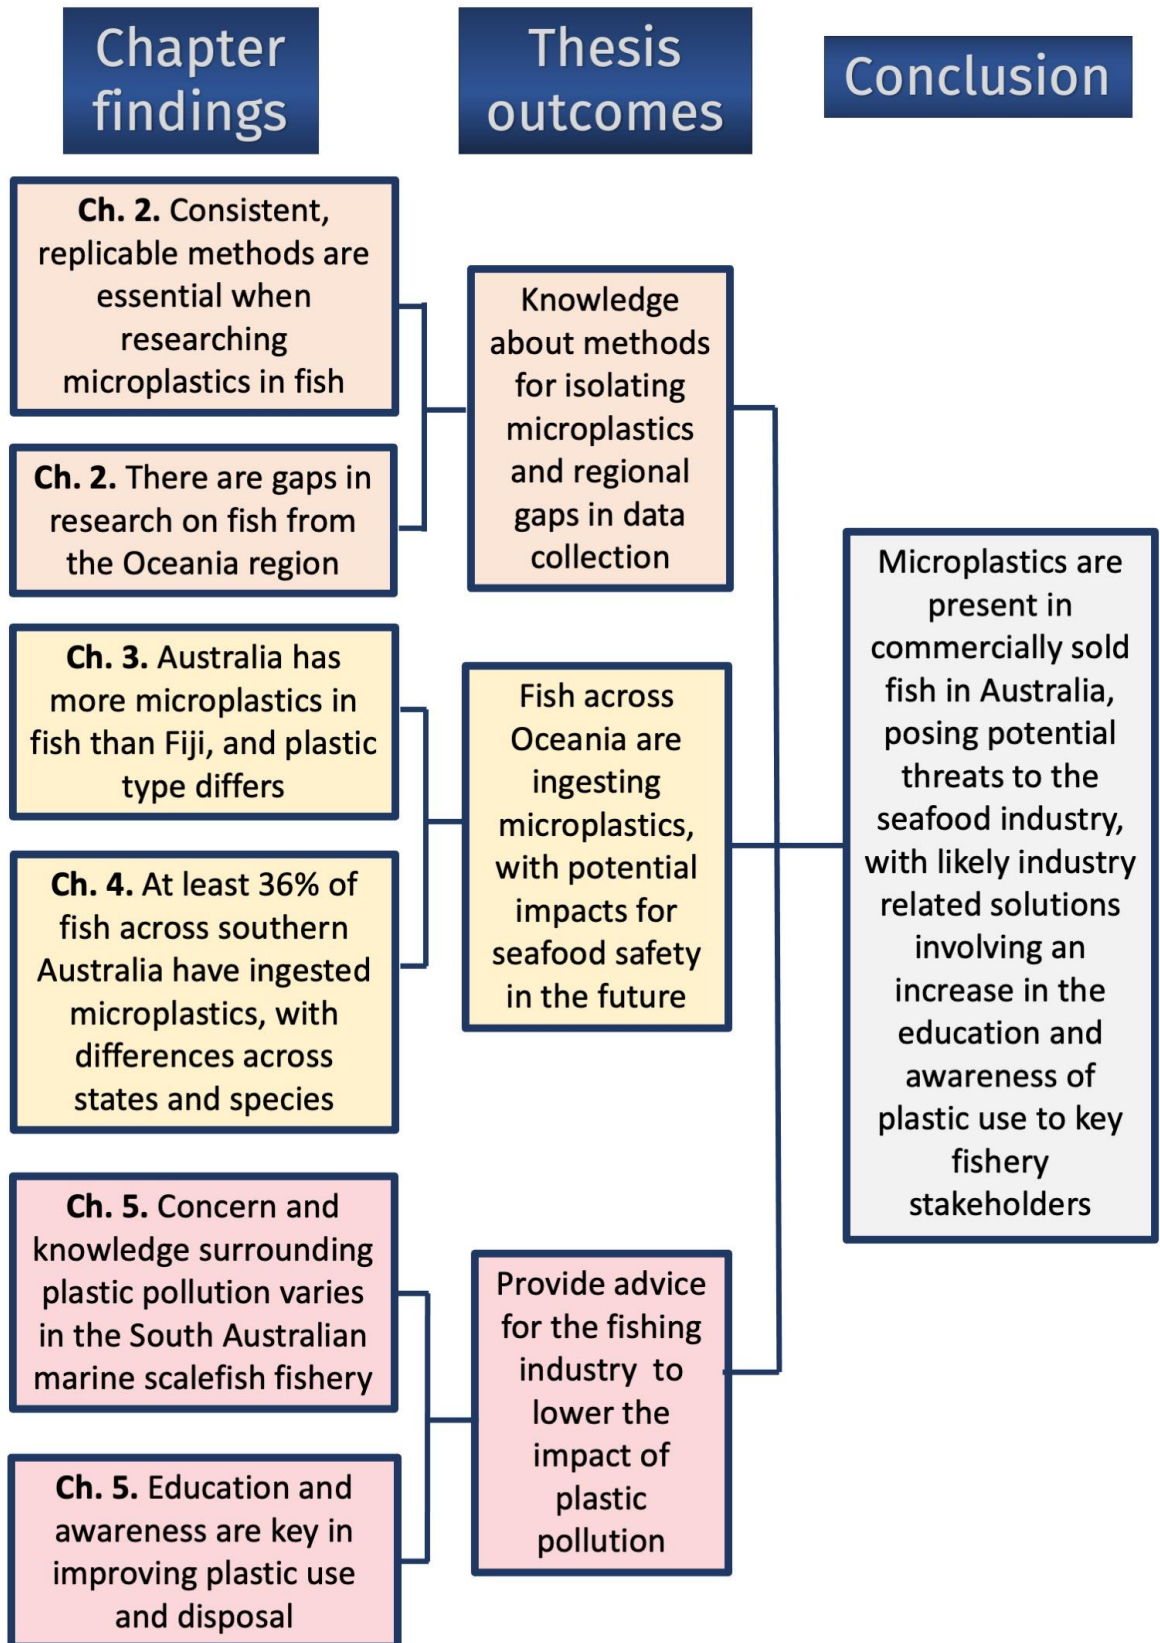 Chapter
findings
Thesis
outcomes
Conclusion
Ch. 2. Consistent,
replicable methods are
essential when
researching
microplastics in fish
Ch. 2. There are gaps in
research on fish from
the Oceania region
Ch. 3. Australia has
more microplastics in
fish than Fiji, and plastic
type differs
Ch. 4. At least 36% of
fish across southern
Australia have ingested
microplastics, with
differences across
states and species
Ch. 5. Concern and
knowledge surrounding
plastic pollution varies
in the South Australian
marine scalefish fishery
Ch. 5. Education and
awareness are key in
improving plastic use
and disposal
Knowledge
about methods
for isolating
microplastics
and regional
gaps in data
collection
Fish across
Oceania are
ingesting
microplastics,
with potential
impacts for
seafood safety
in the future
Provide advice
for the fishing
industry to
lower the
impact of
plastic
pollution
Microplastics are
present in
commercially sold
fish in Australia,
posing potential
threats to the
seafood industry,
with likely industry
related solutions
involving an
increase in the
education and
awareness of
plastic use to key
fishery
stakeholders